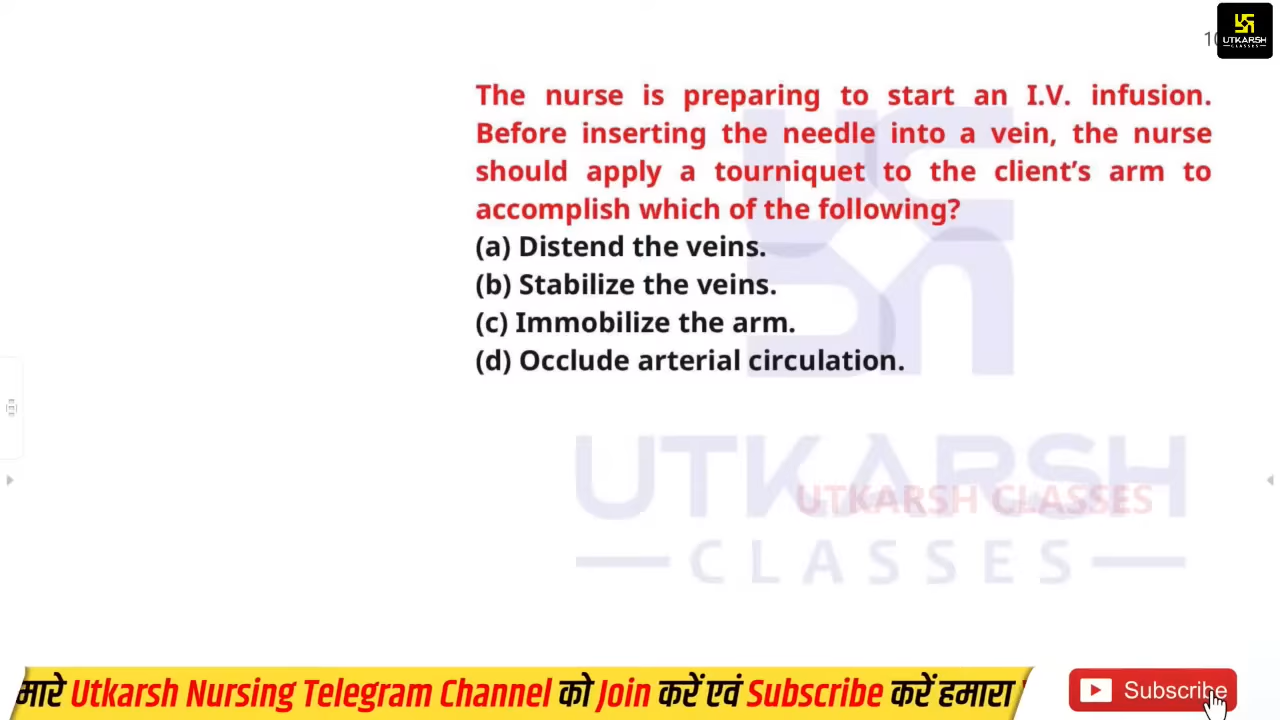 UTKARSH
CLASSES
The nurse is preparing to start an I.V. infusion.
Before inserting the needle into a vein, the nurse
should apply a tourniquet to the client’s arm to
accomplish which of the following?
(a) Distend the veins.
(b) Stabilize the veins.
(c) Immobilize the arm.
(d) Occlude arterial circulation.
UTKARSH
UTKARSH CLASSES
CLASSES
मारे Utkarsh Nursing Telegram Channel को Join करें एवं Subscribe करें हमारा
Subscribe